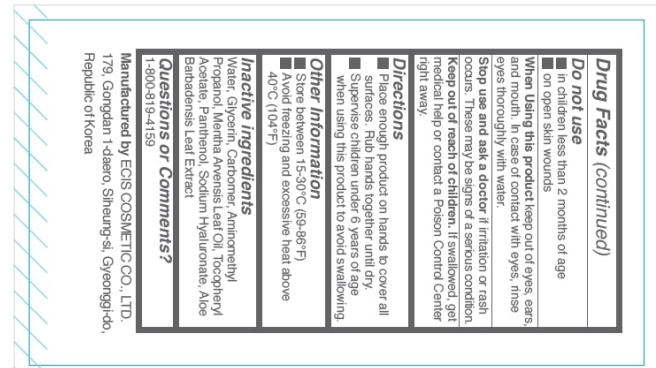 Drug Facts (continued)
Do not use
■ in children less than 2 months of age
■ on open skin wounds
When Using this product keep out of eyes, ears,
and mouth. In case of contact with eyes, rinse
eyes thoroughly with water.
Stop use and ask a doctor if irritation or rash
occurs. These may be signs of a serious condition.
Keep out of reach of children. If swallowed, get
medical help or contact a Poison Control Center
right away.
Directions
■ Place enough product on hands to cover all
surfaces. Rub hands together until dry.
■ Supervise children under 6 years of age
when using this product to avoid swallowing.
Other Information
■ Store between 15-30°C (59-86°F)
■ Avoid freezing and excessive heat above
40°C (104°F)
Inactive ingredients
Water, Glycerin, Carbomer, Aminomethyl
Propanol, Mentha Arvensis Leaf Oil, Tocopheryl
Acetate, Panthenol, Sodium Hyaluronate, Aloe
Barbadensis Leaf Extract
Questions or Comments?
1-800-819-4159
Manufactured by ECIS COSMETIC CO., LTD.
179, Gongdan 1-daero, Siheung-si, Gyeonggi-do,
Republic of Korea